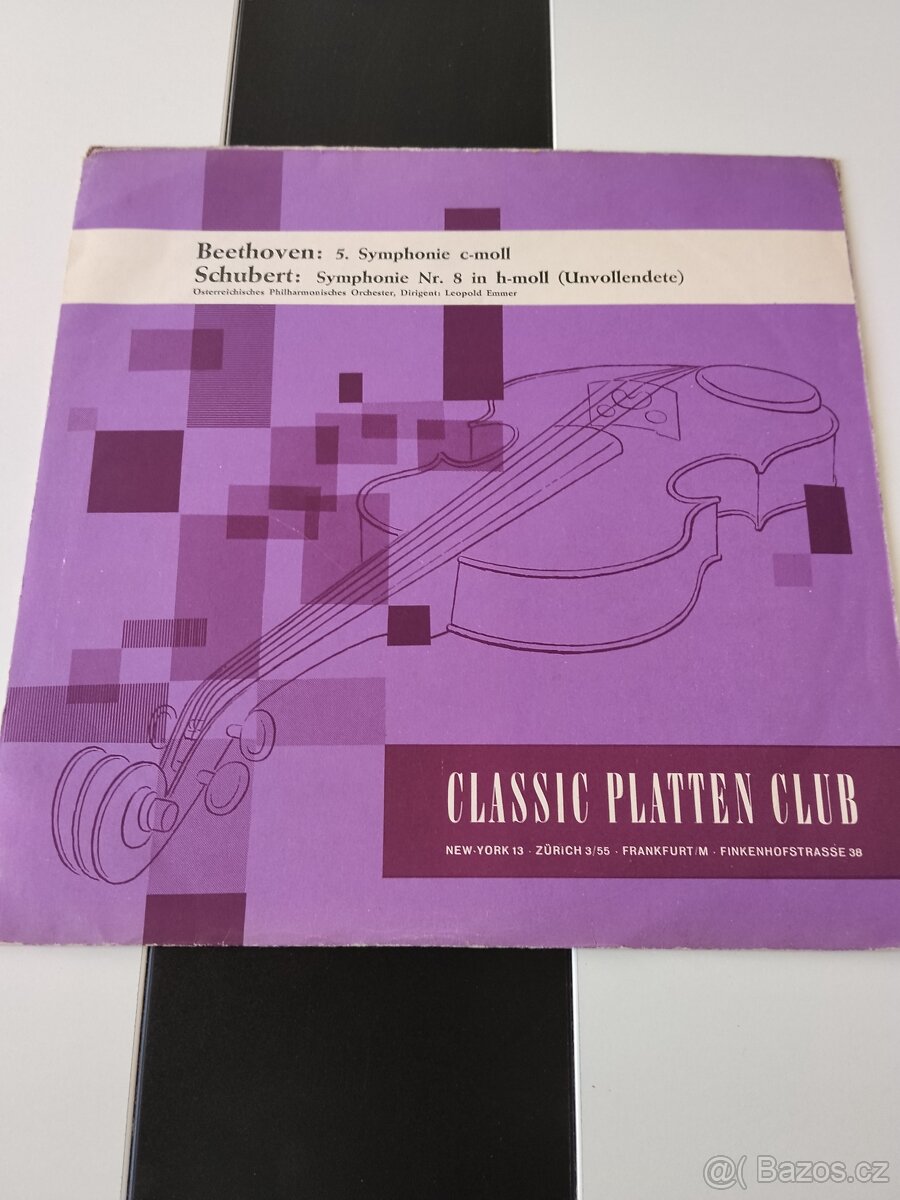 Beethoven: 5. Symphonie c-moll
Schubert: Symphonie Nr. 8 in h-moll (Unvollendete)
Österreichisches Philharmonisches Orchester, Dirigent: Leopold Emmer
CLASSIC PLATTEN CLUB
NEW-YORK 13 · ZÜRICH 3/55 · FRANKFURT/M · FINKENHOFSTRASSE 38
@( Bazos.cz